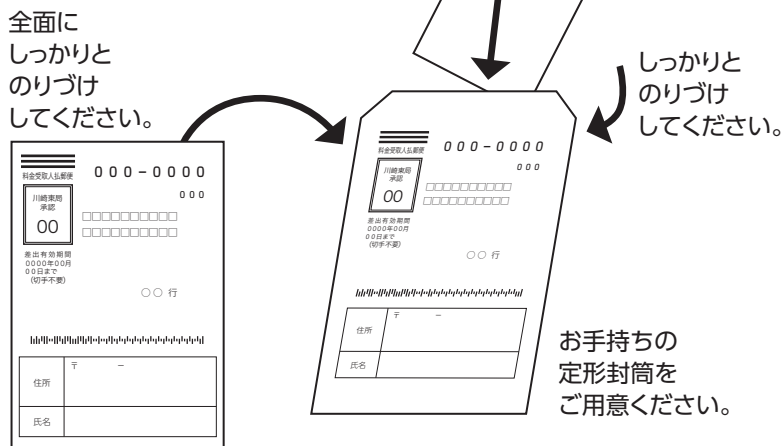 全面に
しっかりと
のりづけ
してください。
料金受取人払郵便
000-0000
000
川崎東局
承認
00
□□□□□□□□□□
□□□□□□□□□□
差出有効期間
0000年00月
00日まで
(切手不要)
○○ 行
住所
〒 −
氏名
料金受取人払郵便
000-0000
000
川崎東局
承認
00
□□□□□□□□□□
□□□□□□□□□□
差出有効期間
0000年00月
00日まで
(切手不要)
○○ 行
住所
〒 −
氏名
しっかりと
のりづけ
してください。
お手持ちの
定形封筒を
ご用意ください。